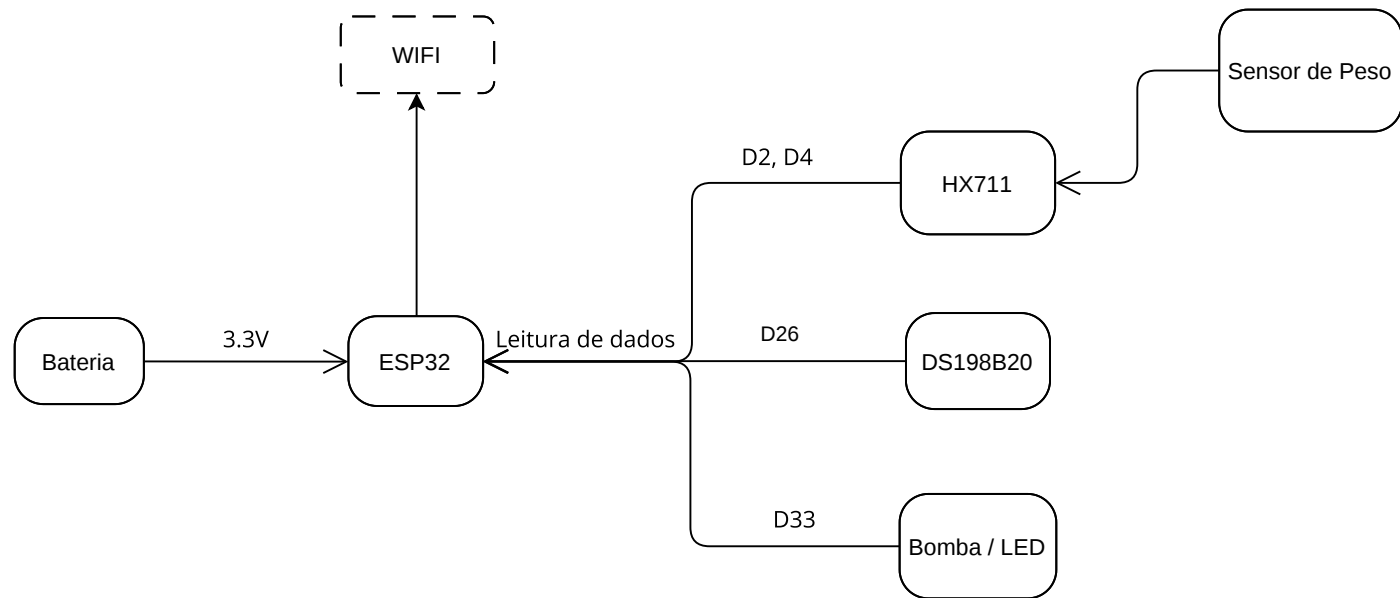 WIFI
Sensor de Peso
D2, D4
HX711
3.3V
Leitura de dados
D26
Bateria
ESP32
DS198B20
D33
Bomba / LED